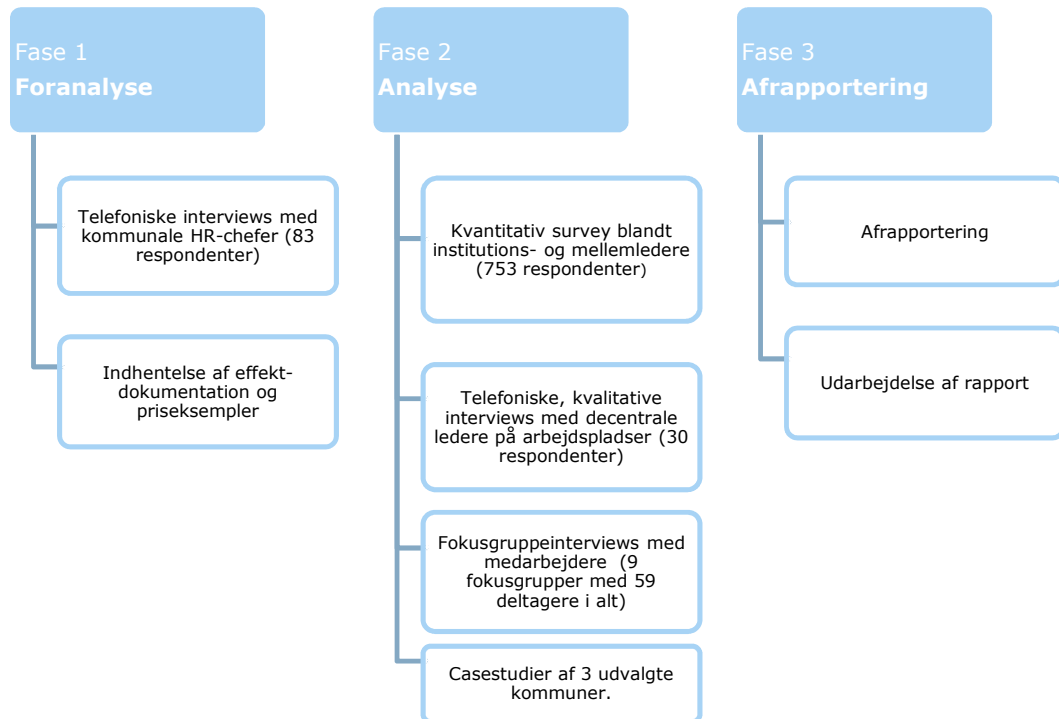 Fase 1
Foranalyse
Telefoniske interviews med
kommunale HR-chefer (83
respondenter)
Indhentelse af effekt-
dokumentation og
priseksempler
Fase 2
Analyse
Kvantitativ survey blandt
institutions- og mellemledere
(753 respondenter)
Telefoniske, kvalitative
interviews med decentrale
ledere på arbejdspladser (30
respondenter)
Fokusgruppeinterviews med
medarbejdere (9
fokusgrupper med 59
deltagere i alt)
Casestudier af 3 udvalgte
kommuner.
Fase 3
Afrapportering
Afrapportering
Udarbejdelse af rapport